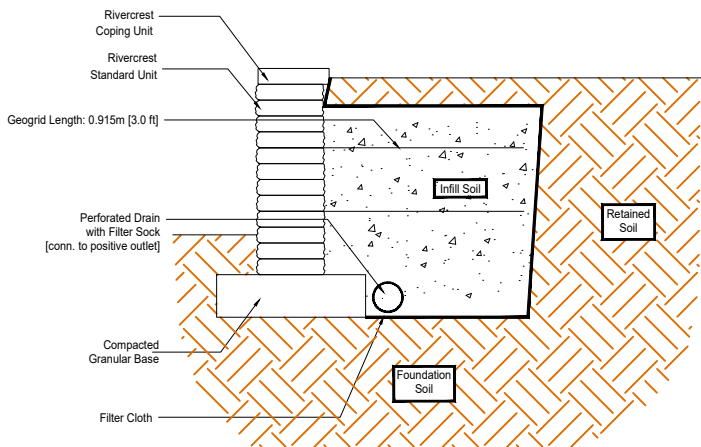 Rivercrest
Coping Unit
Rivercrest
Standard Unit
Geogrid Length: 0.915m [3.0 ft]
Infill Soil
Perforated Drain
with Filter Sock
[conn. to positive outlet]
Retained
Soil
Compacted
Granular Base
Foundation
Soil
Filter Cloth